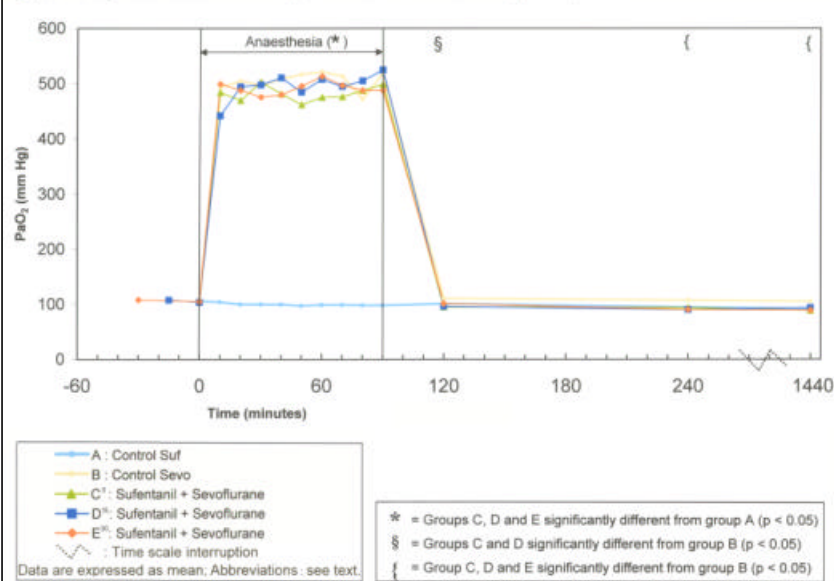 600
500
400
300
200
100
0
PaO₂ (mm Hg)
Anaesthesia (*)
§
{
{
-60
0
60
120
180
240
1440
Time (minutes)
A : Control Suf
B : Control Sevo
: Sufentanil + Sevoflurane
: Sufentanil + Sevoflurane
: Sufentanil + Sevoflurane
: Time scale interruption
Data are expressed as mean; Abbreviations : see text.
* = Groups C, D and E significantly different from group A (p < 0.05)
§ = Groups C and D significantly different from group B (p < 0.05)
{ = Group C, D and E significantly different from group B (p < 0.05)